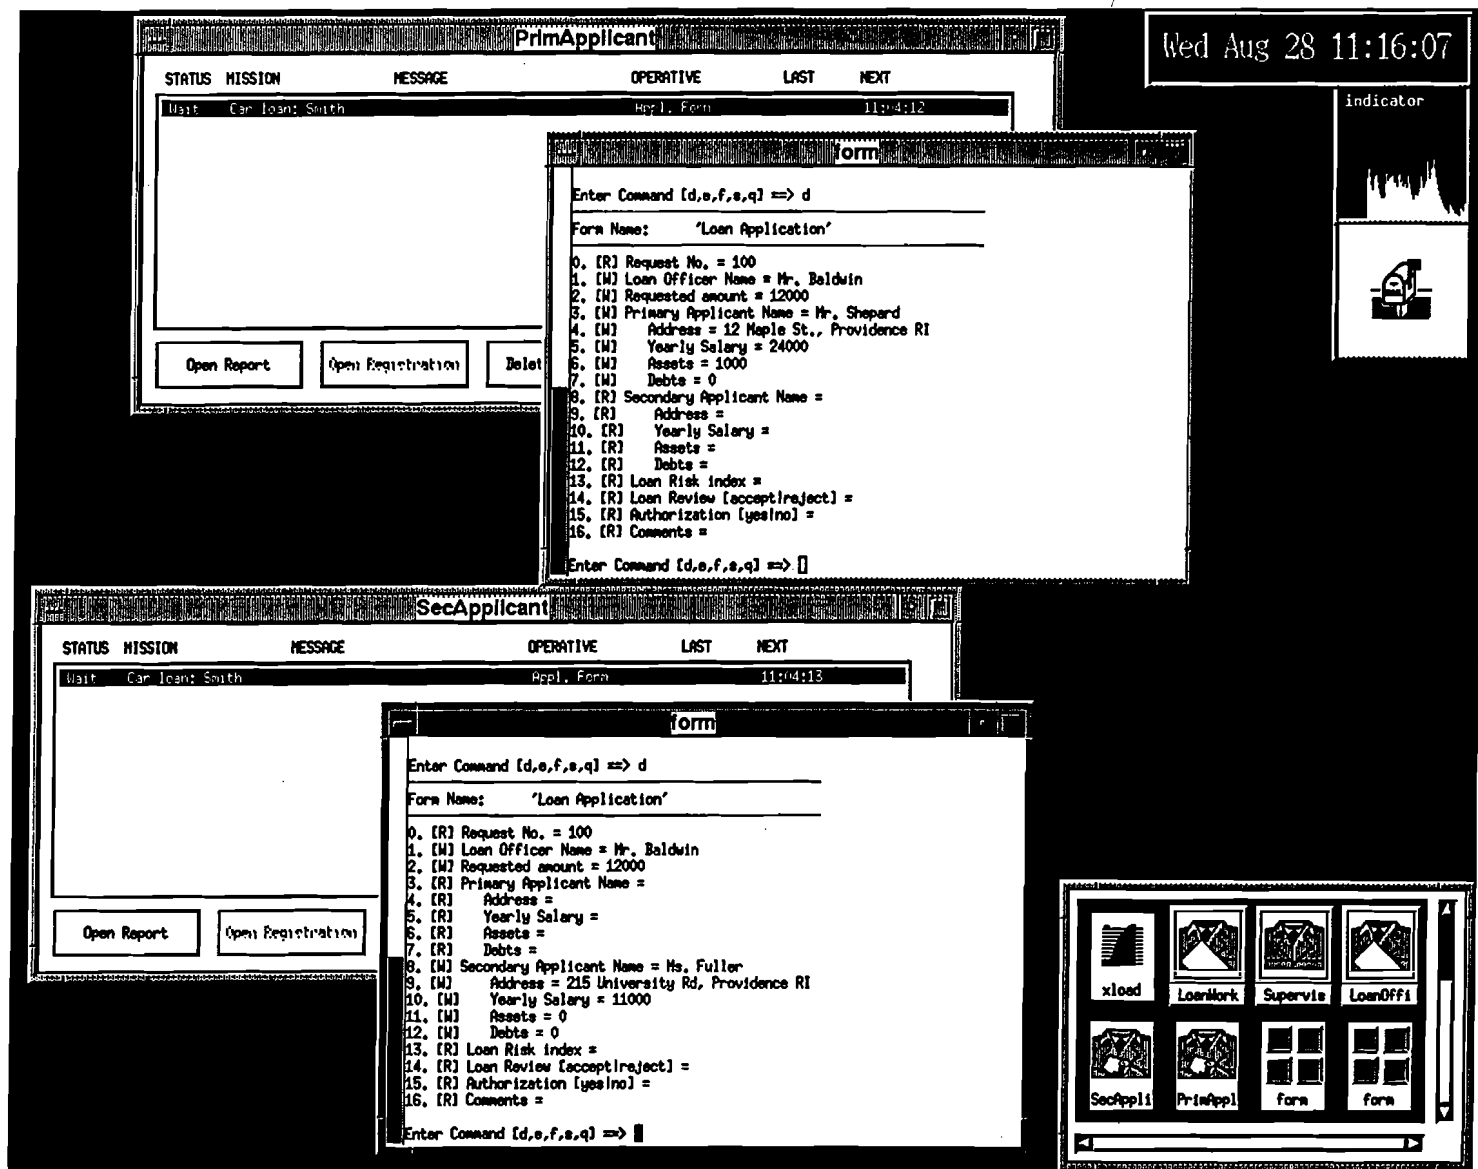 PrimApplicant
Wed Aug 28 11:16:07
STATUS MISSION MESSAGE OPERATIVE LAST NEXT
Wait Car loan: Smith Appl. Form 11:04:12
indicator
form
Enter Command [d,e,f,s,q] ==> d
Form Name: 'Loan Application'
0. [R] Request No. = 100
1. [W] Loan Officer Name = Mr. Baldwin
2. [W] Requested amount = 12000
3. [W] Primary Applicant Name = Mr. Shepard
4. [W] Address = 12 Maple St., Providence RI
5. [W] Yearly Salary = 24000
6. [W] Assets = 1000
7. [W] Debts = 0
8. [R] Secondary Applicant Name =
9. [R] Address =
10. [R] Yearly Salary =
11. [R] Assets =
12. [R] Debts =
13. [R] Loan Risk index =
14. [R] Loan Review [accept|reject] =
15. [R] Authorization [yes|no] =
16. [R] Comments =
Enter Command [d,e,f,s,q] ==>
Open Report Open Registration Delet
SecApplicant
STATUS MISSION MESSAGE OPERATIVE LAST NEXT
Wait Car loan: Smith Appl. Form 11:04:13
form
Enter Command [d,e,f,s,q] ==> d
Form Name: 'Loan Application'
0. [R] Request No. = 100
1. [W] Loan Officer Name = Mr. Baldwin
2. [W] Requested amount = 12000
3. [R] Primary Applicant Name =
4. [R] Address =
5. [R] Yearly Salary =
6. [R] Assets =
7. [R] Debts =
8. [W] Secondary Applicant Name = Ms. Fuller
9. [W] Address = 215 University Rd, Providence RI
10. [W] Yearly Salary = 11000
11. [W] Assets = 0
12. [W] Debts = 0
13. [R] Loan Risk index =
14. [R] Loan Review [accept|reject] =
15. [R] Authorization [yes|no] =
16. [R] Comments =
Enter Command [d,e,f,s,q] ==>
Open Report Open Registration
xload LoanWork Supervis LoanOffi
SecAppli PrimAppl form form